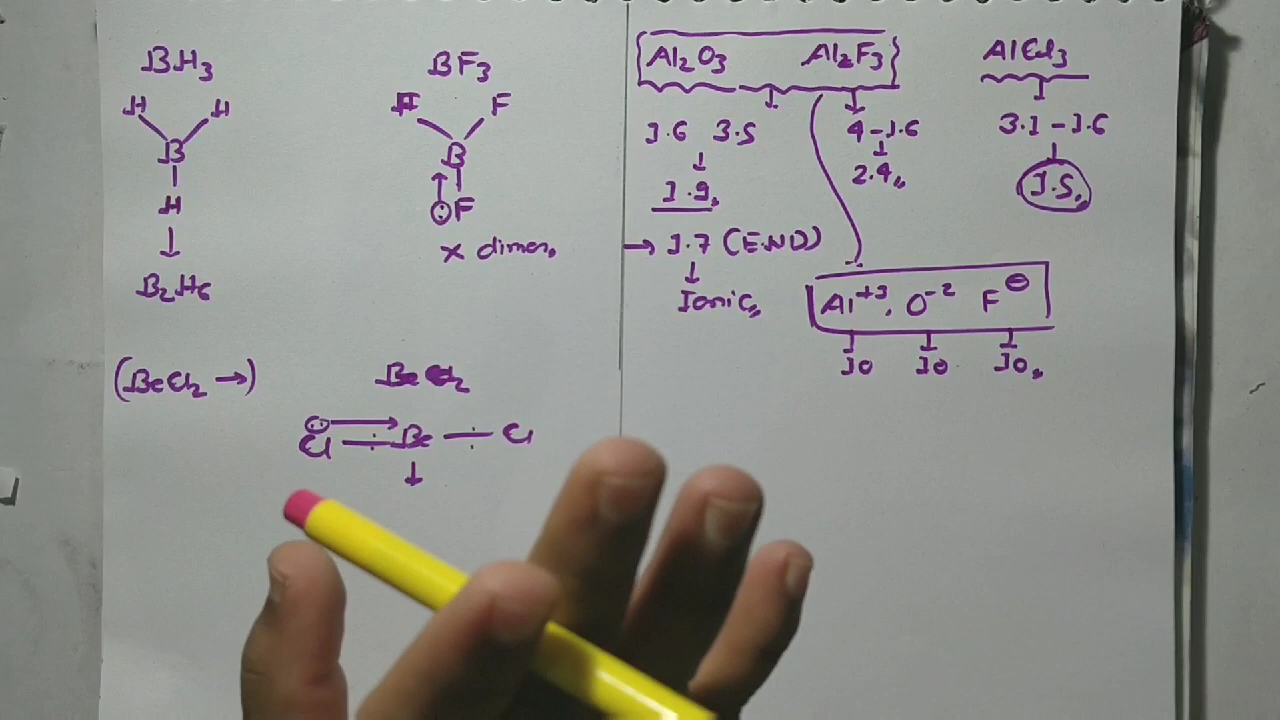 BH3
H H
B
H
↓
B2H6
BF3
F F
B
F
x dimer,
(BeCl2 →)
BeCl2
Cl Be Cl
↓
Al2O3 Al2F3
1.6 3.5
↓
1.9,
→ 1.7 (E.N.D)
↓
Ionic,
4-1.6
↓
2.4,
AlCl3
3.1-1.6
↓
1.5,
Al+3, O-2 F⊖
10 10 10,